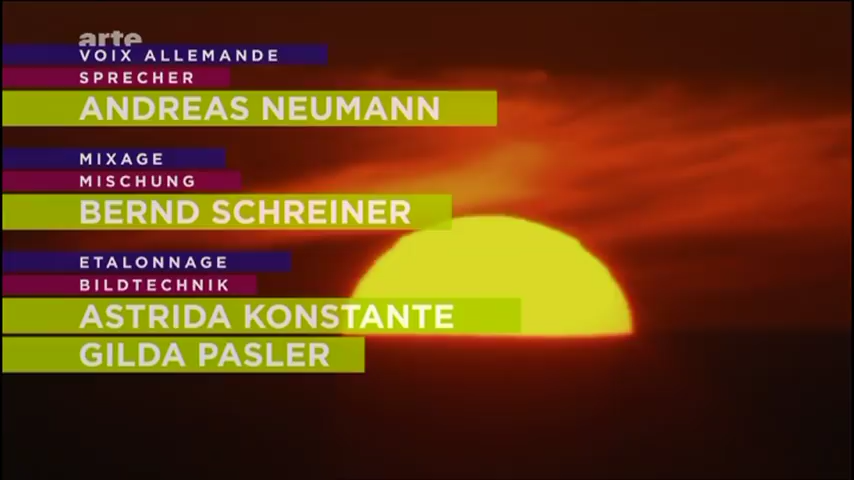 arte
VOIX ALLEMANDE
SPRECHER
ANDREAS NEUMANN
MIXAGE
MISCHUNG
BERND SCHREINER
ETALONNAGE
BILDTECHNIK
ASTRIDA KONSTANTE
GILDA PASLER